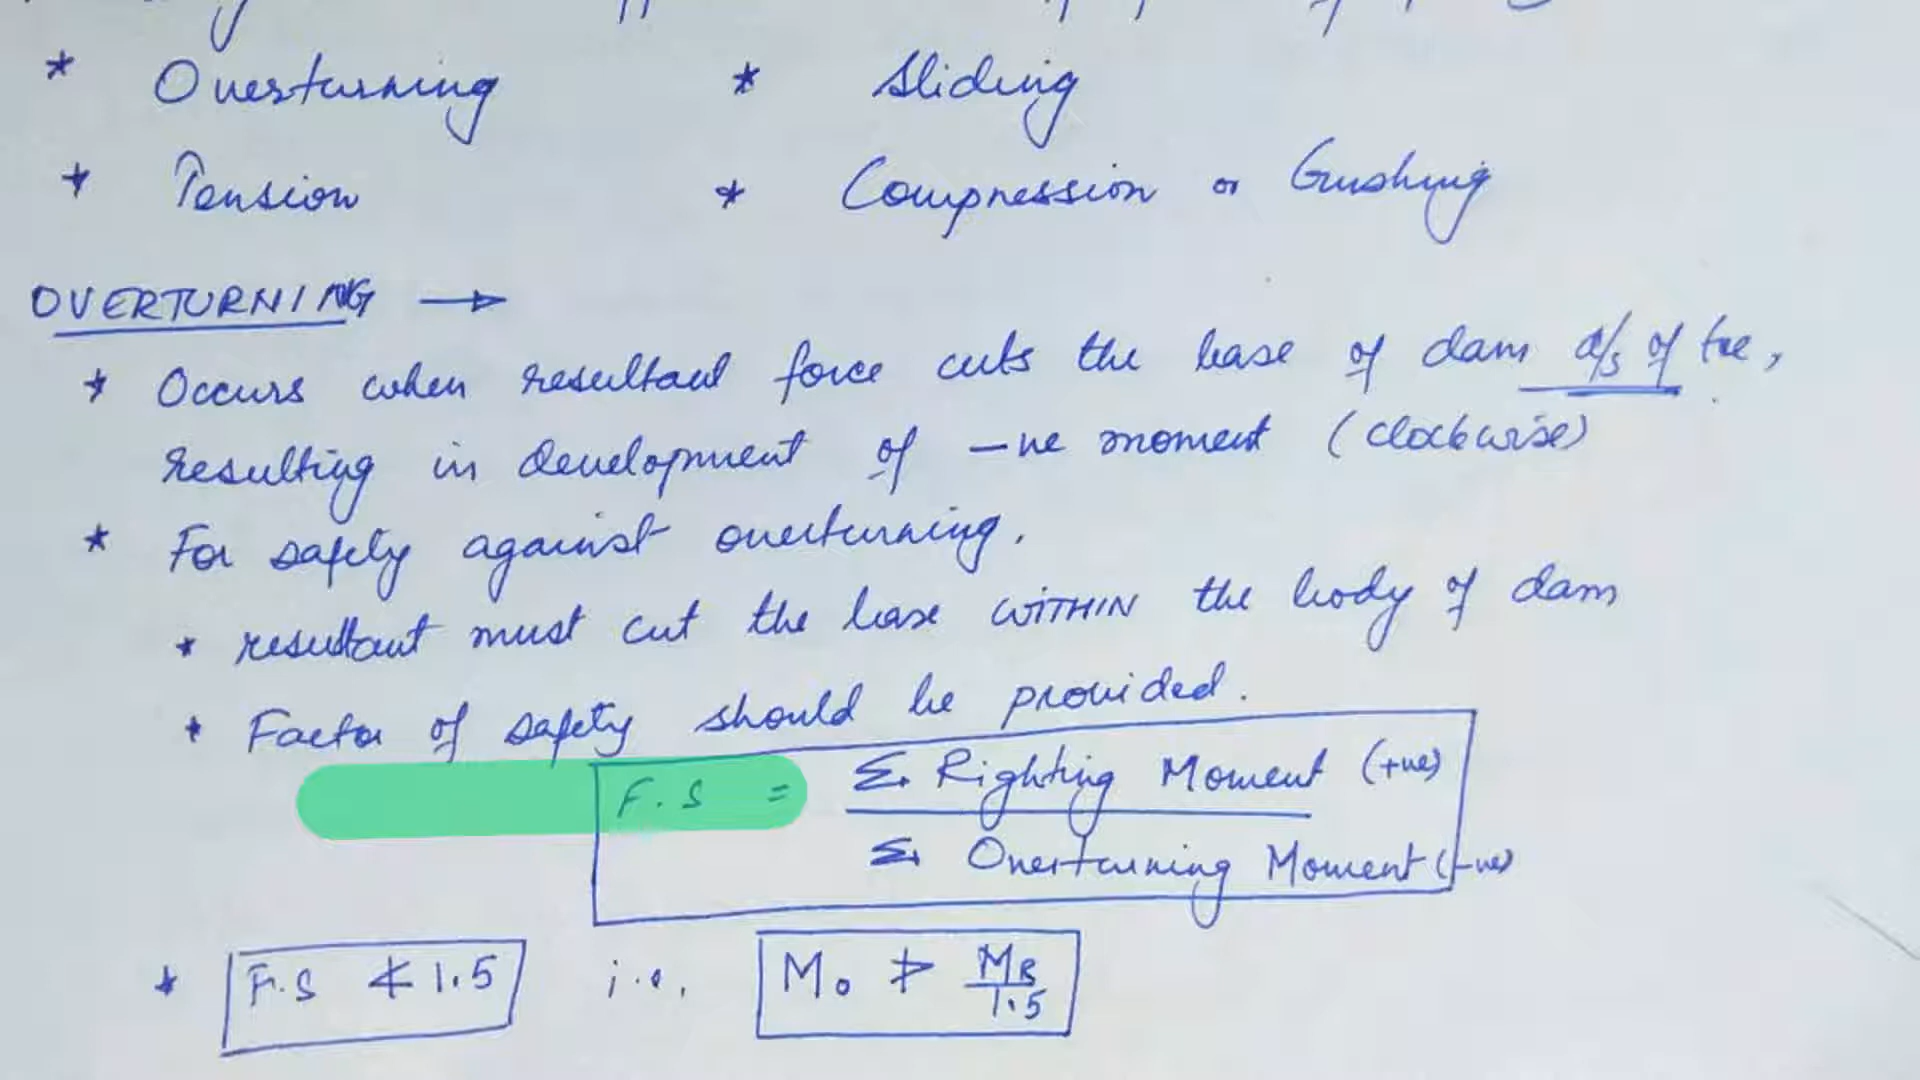 * Overturning * Sliding
* Tension * Compression or Crushing
OVERTURNING →
* Occurs when resultant force cuts the base of dam d/s of toe,
resulting in development of -ve moment (clockwise)
* For safety against overturning,
* resultant must cut the base WITHIN the body of dam
* Factor of safety should be provided.
F.S = Σ Righting Moment (+ve)
Σ Overturning Moment (-ve)
* F.S ≮ 1.5 i.e. Mo ≯ MR
1.5